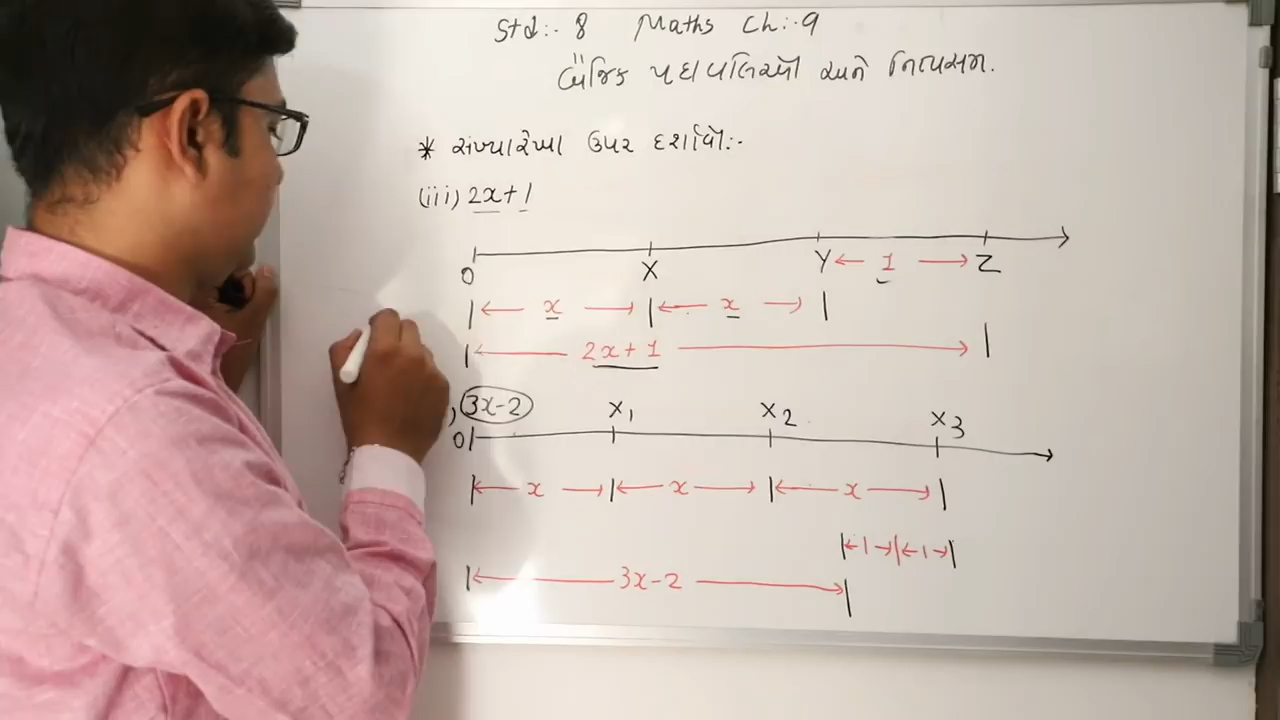 Std:- 8 Maths Ch:-9
બૈજિક પદાવલિઓ અને નિત્યસમ.
* સંખ્યારેખા ઉપર દર્શાવો:-
(iii) 2x+1
0 X Y 1 Z
x x
2x+1
) 3x-2 X1 X2 X3
0
x x x
1 1
3x-2